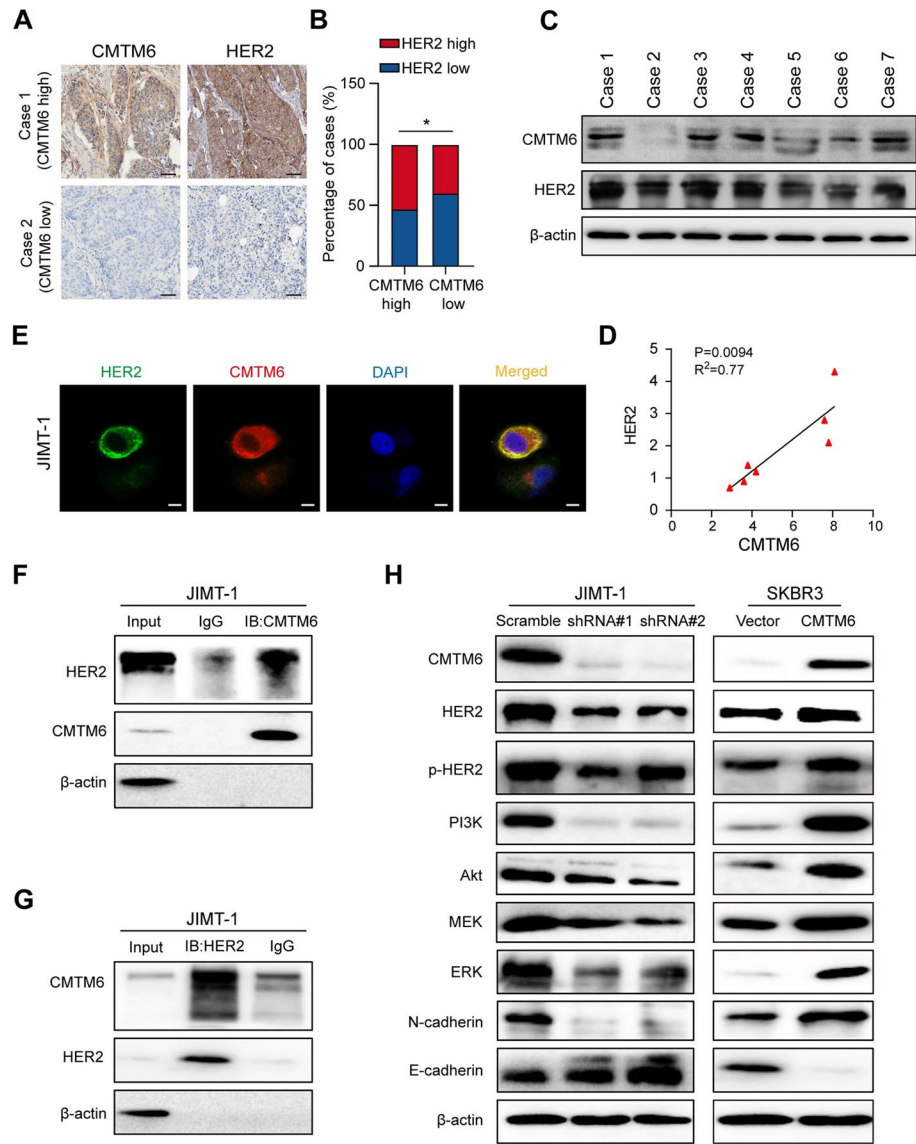 A
CMTM6
HER2
Case 1
(CMTM6 high)
Case 2
(CMTM6 low)
B
HER2 high
HER2 low
Percentage of cases (%)
150
100
50
0
*
CMTM6
high
CMTM6
low
C
Case 1
Case 2
Case 3
Case 4
Case 5
Case 6
Case 7
CMTM6
HER2
β-actin
E
HER2
CMTM6
DAPI
Merged
JIMT-1
D
P=0.0094
R²=0.77
HER2
5
4
3
2
1
0
0 2 4 6 8 10
CMTM6
F
JIMT-1
Input IgG IB:CMTM6
HER2
CMTM6
β-actin
G
JIMT-1
Input IB:HER2 IgG
CMTM6
HER2
β-actin
H
JIMT-1 SKBR3
Scramble shRNA#1 shRNA#2 Vector CMTM6
CMTM6
HER2
p-HER2
PI3K
Akt
MEK
ERK
N-cadherin
E-cadherin
β-actin